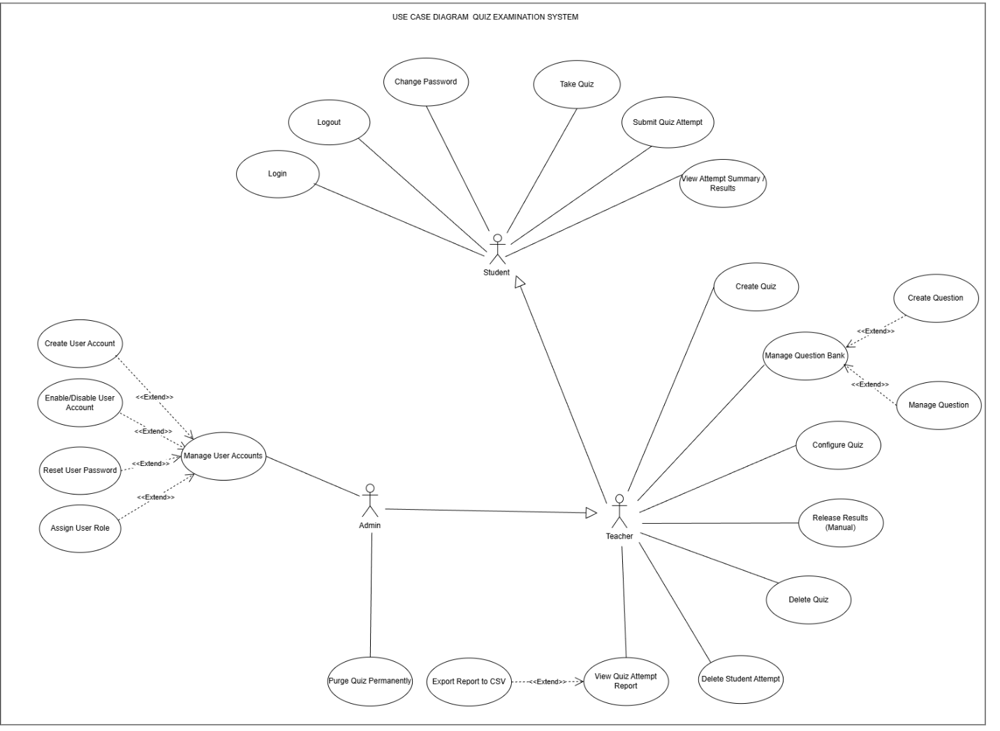 USE CASE DIAGRAM  QUIZ EXAMINATION SYSTEM
Change Password
Take Quiz
Logout
Submit Quiz Attempt
Login
View Attempt Summary /
Results
Student
Create Quiz
Create Question
<<Extend>>
Manage Question Bank
<<Extend>>
Manage Question
Create User Account
<<Extend>>
Enable/Disable User
Account
<<Extend>>
Manage User Accounts
Reset User Password
<<Extend>>
<<Extend>>
Assign User Role
Configure Quiz
Admin
Teacher
Release Results
(Manual)
Delete Quiz
Purge Quiz Permanently
Export Report to CSV
<<Extend>>
View Quiz Attempt
Report
Delete Student Attempt